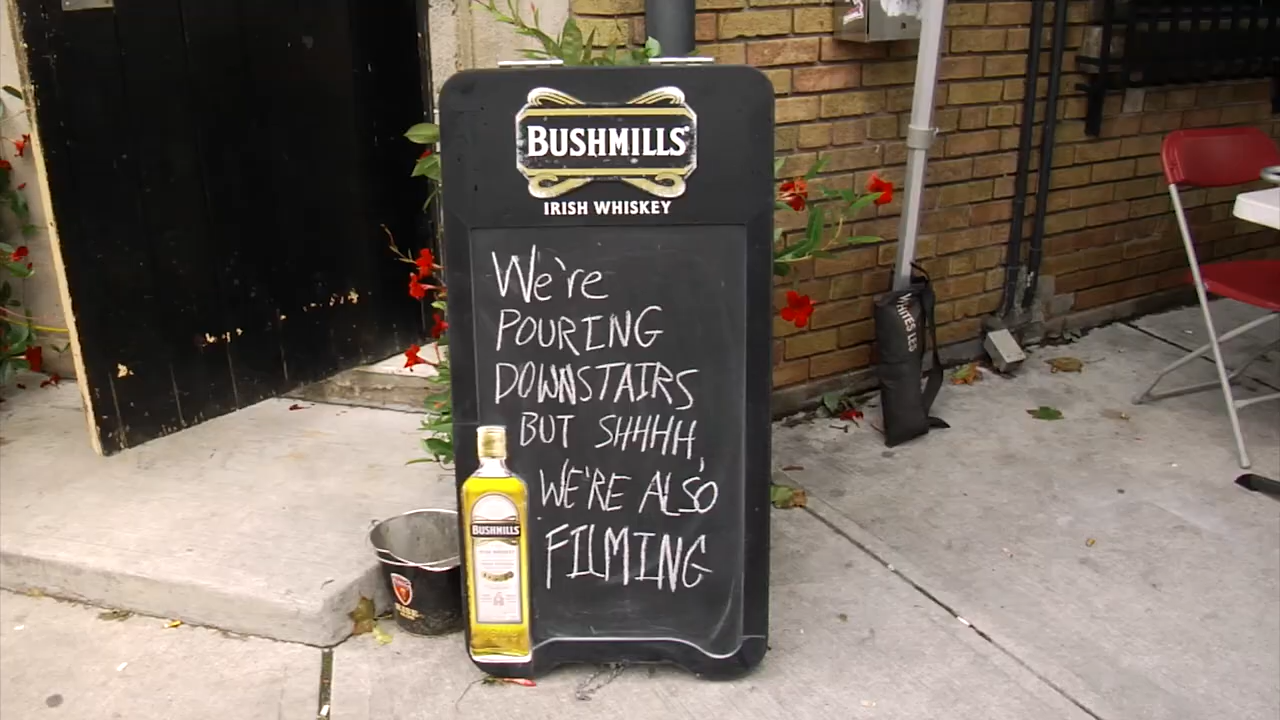 BUSHMILLS
IRISH WHISKEY
We're
POURING
DOWNSTAIRS
BUT SHHHH,
WE'RE ALSO
FILMING
BUSHMILLS